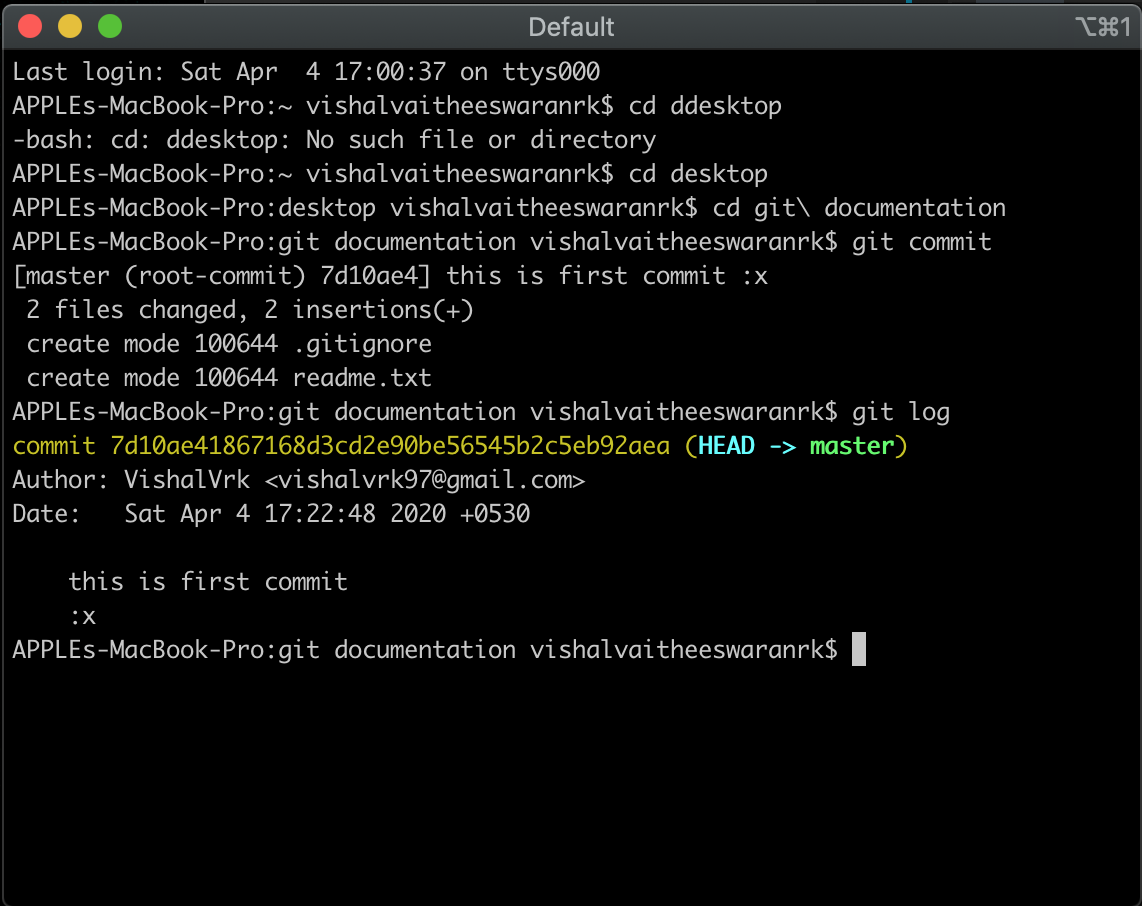 Default
⌥⌘1
Last login: Sat Apr  4 17:00:37 on ttys000
APPLEs-MacBook-Pro:~ vishalvaitheeswaranrk$ cd ddesktop
-bash: cd: ddesktop: No such file or directory
APPLEs-MacBook-Pro:~ vishalvaitheeswaranrk$ cd desktop
APPLEs-MacBook-Pro:desktop vishalvaitheeswaranrk$ cd git\ documentation
APPLEs-MacBook-Pro:git documentation vishalvaitheeswaranrk$ git commit
[master (root-commit) 7d10ae4] this is first commit :x
 2 files changed, 2 insertions(+)
 create mode 100644 .gitignore
 create mode 100644 readme.txt
APPLEs-MacBook-Pro:git documentation vishalvaitheeswaranrk$ git log
commit 7d10ae41867168d3cd2e90be56545b2c5eb92aea (HEAD -> master)
Author: VishalVrk <vishalvrk97@gmail.com>
Date:   Sat Apr 4 17:22:48 2020 +0530
    this is first commit
    :x
APPLEs-MacBook-Pro:git documentation vishalvaitheeswaranrk$